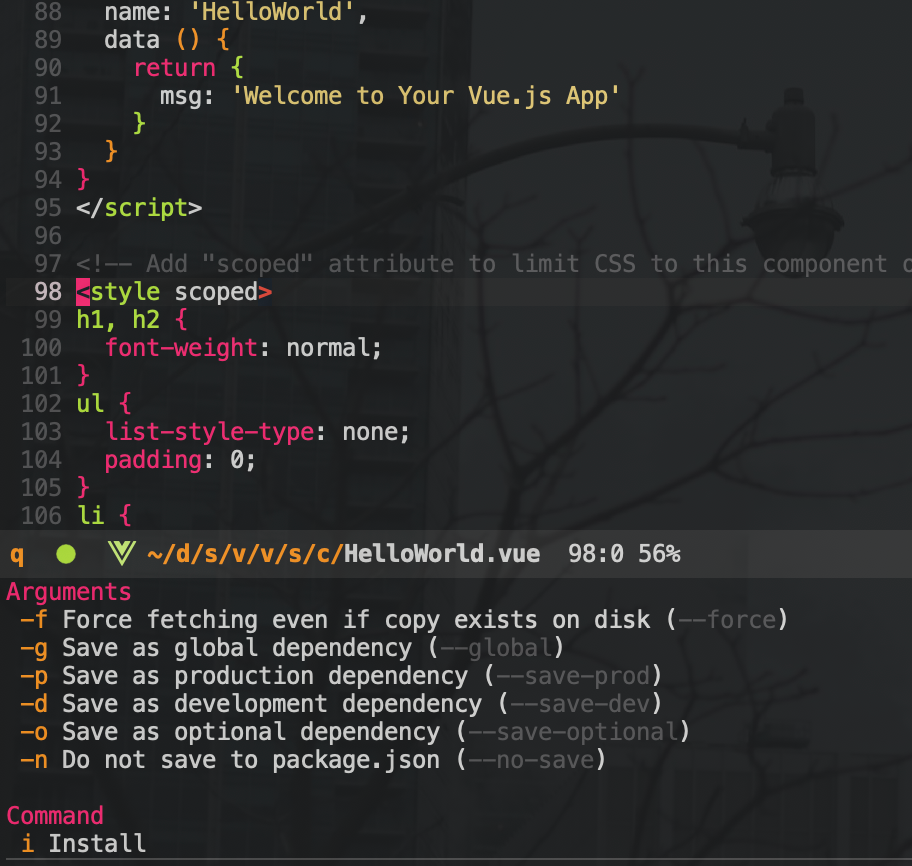 88 name: 'HelloWorld',
89 data () {
90 return {
91 msg: 'Welcome to Your Vue.js App'
92 }
93 }
94 }
95 </script>
96
97 <!-- Add "scoped" attribute to limit CSS to this component o
98 <style scoped>
99 h1, h2 {
100 font-weight: normal;
101 }
102 ul {
103 list-style-type: none;
104 padding: 0;
105 }
106 li {
q ~/d/s/v/v/s/c/HelloWorld.vue 98:0 56%
Arguments
-f Force fetching even if copy exists on disk (--force)
-g Save as global dependency (--global)
-p Save as production dependency (--save-prod)
-d Save as development dependency (--save-dev)
-o Save as optional dependency (--save-optional)
-n Do not save to package.json (--no-save)
Command
i Install